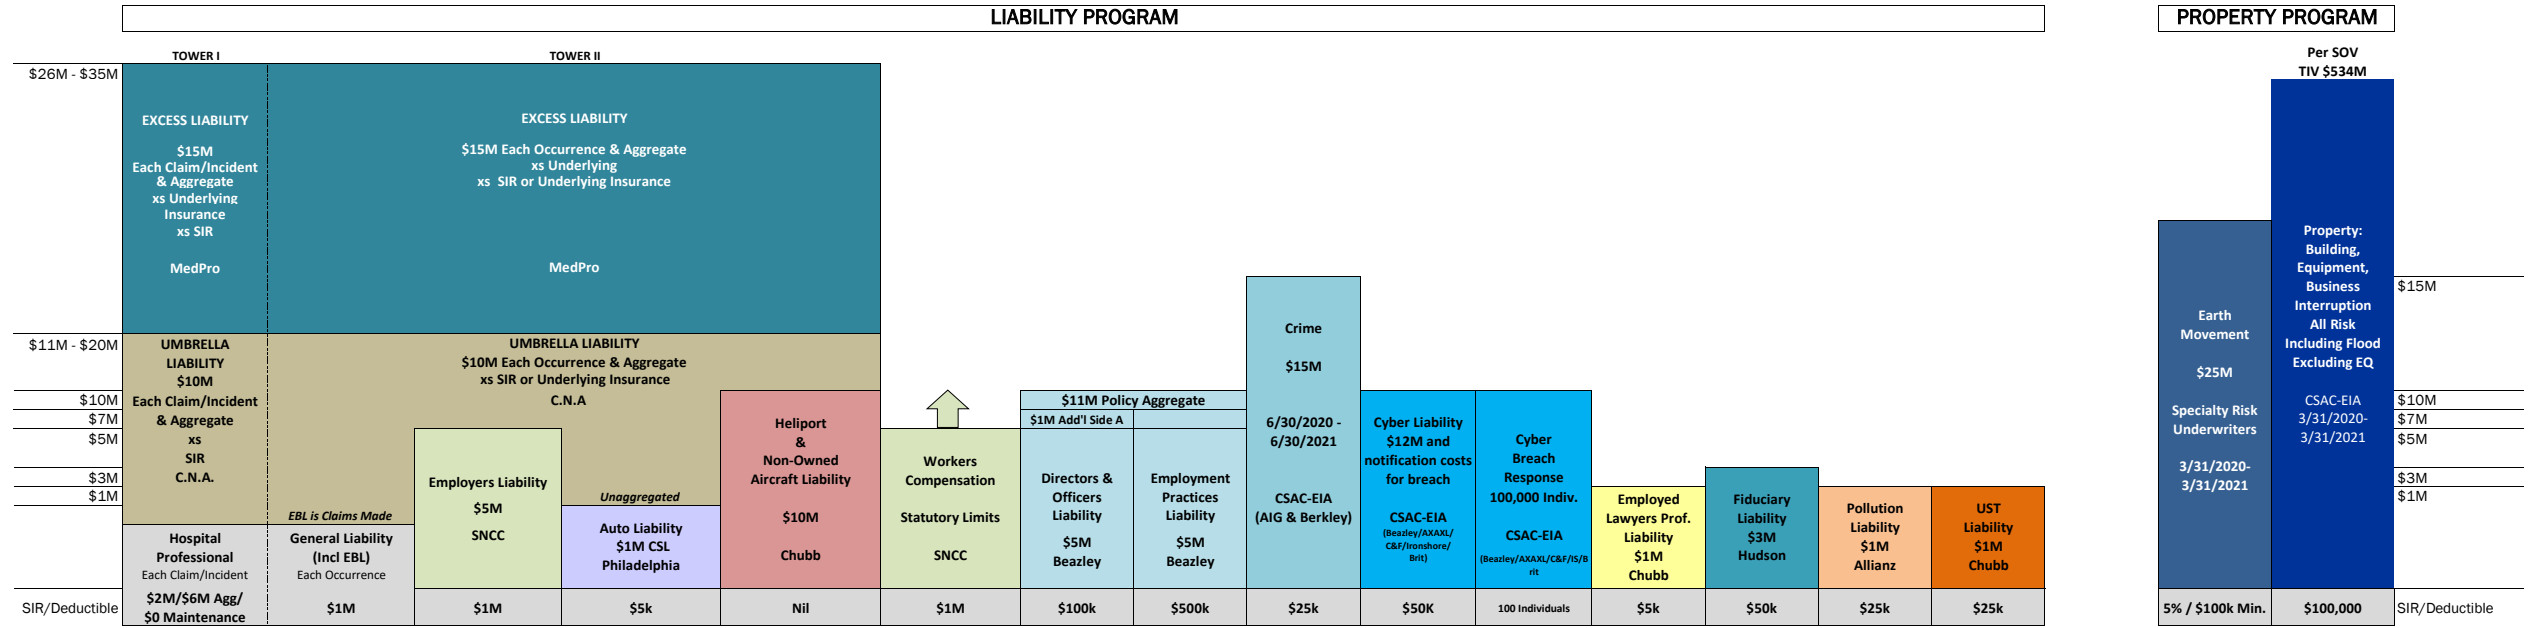 LIABILITY PROGRAM
PROPERTY PROGRAM
TOWER I
TOWER II
Per SOV
TIV $534M
$26M - $35M
EXCESS LIABILITY
$15M
Each Claim/Incident
& Aggregate
xs Underlying
Insurance
xs SIR
MedPro
EXCESS LIABILITY
$15M Each Occurrence & Aggregate
xs Underlying
xs SIR or Underlying Insurance
MedPro
$11M - $20M
$10M
$7M
$5M
$3M
$1M
UMBRELLA
LIABILITY
$10M
Each Claim/Incident
& Aggregate
xs
SIR
C.N.A.
UMBRELLA LIABILITY
$10M Each Occurrence & Aggregate
xs SIR or Underlying Insurance
C.N.A
EBL is Claims Made
Unaggregated
Hospital
Professional
Each Claim/Incident
General Liability
(Incl EBL)
Each Occurrence
Employers Liability
$5M
SNCC
Auto Liability
$1M CSL
Philadelphia
Heliport
&
Non-Owned
Aircraft Liability
$10M
Chubb
Workers
Compensation
Statutory Limits
SNCC
$11M Policy Aggregate
$1M Add'l Side A
Directors &
Officers
Liability
$5M
Beazley
Employment
Practices
Liability
$5M
Beazley
Crime
$15M
6/30/2020 -
6/30/2021
CSAC-EIA
(AIG & Berkley)
Cyber Liability
$12M and
notification costs
for breach
CSAC-EIA
(Beazley/AXAXL/
C&F/Ironshore/
Brit)
Cyber
Breach
Response
100,000 Indiv.
CSAC-EIA
(Beazley/AXAXL/C&F/IS/B
rit
Employed
Lawyers Prof.
Liability
$1M
Chubb
Fiduciary
Liability
$3M
Hudson
Pollution
Liability
$1M
Allianz
UST
Liability
$1M
Chubb
Earth
Movement
$25M
Specialty Risk
Underwriters
3/31/2020-
3/31/2021
Property:
Building,
Equipment,
Business
Interruption
All Risk
Including Flood
Excluding EQ
CSAC-EIA
3/31/2020-
3/31/2021
$15M
$10M
$7M
$5M
$3M
$1M
SIR/Deductible
$2M/$6M Agg/
$0 Maintenance
$1M
$1M
$5k
Nil
$1M
$100k
$500k
$25k
$50K
100 Individuals
$5k
$50k
$25k
$25k
5% / $100k Min.
$100,000
SIR/Deductible